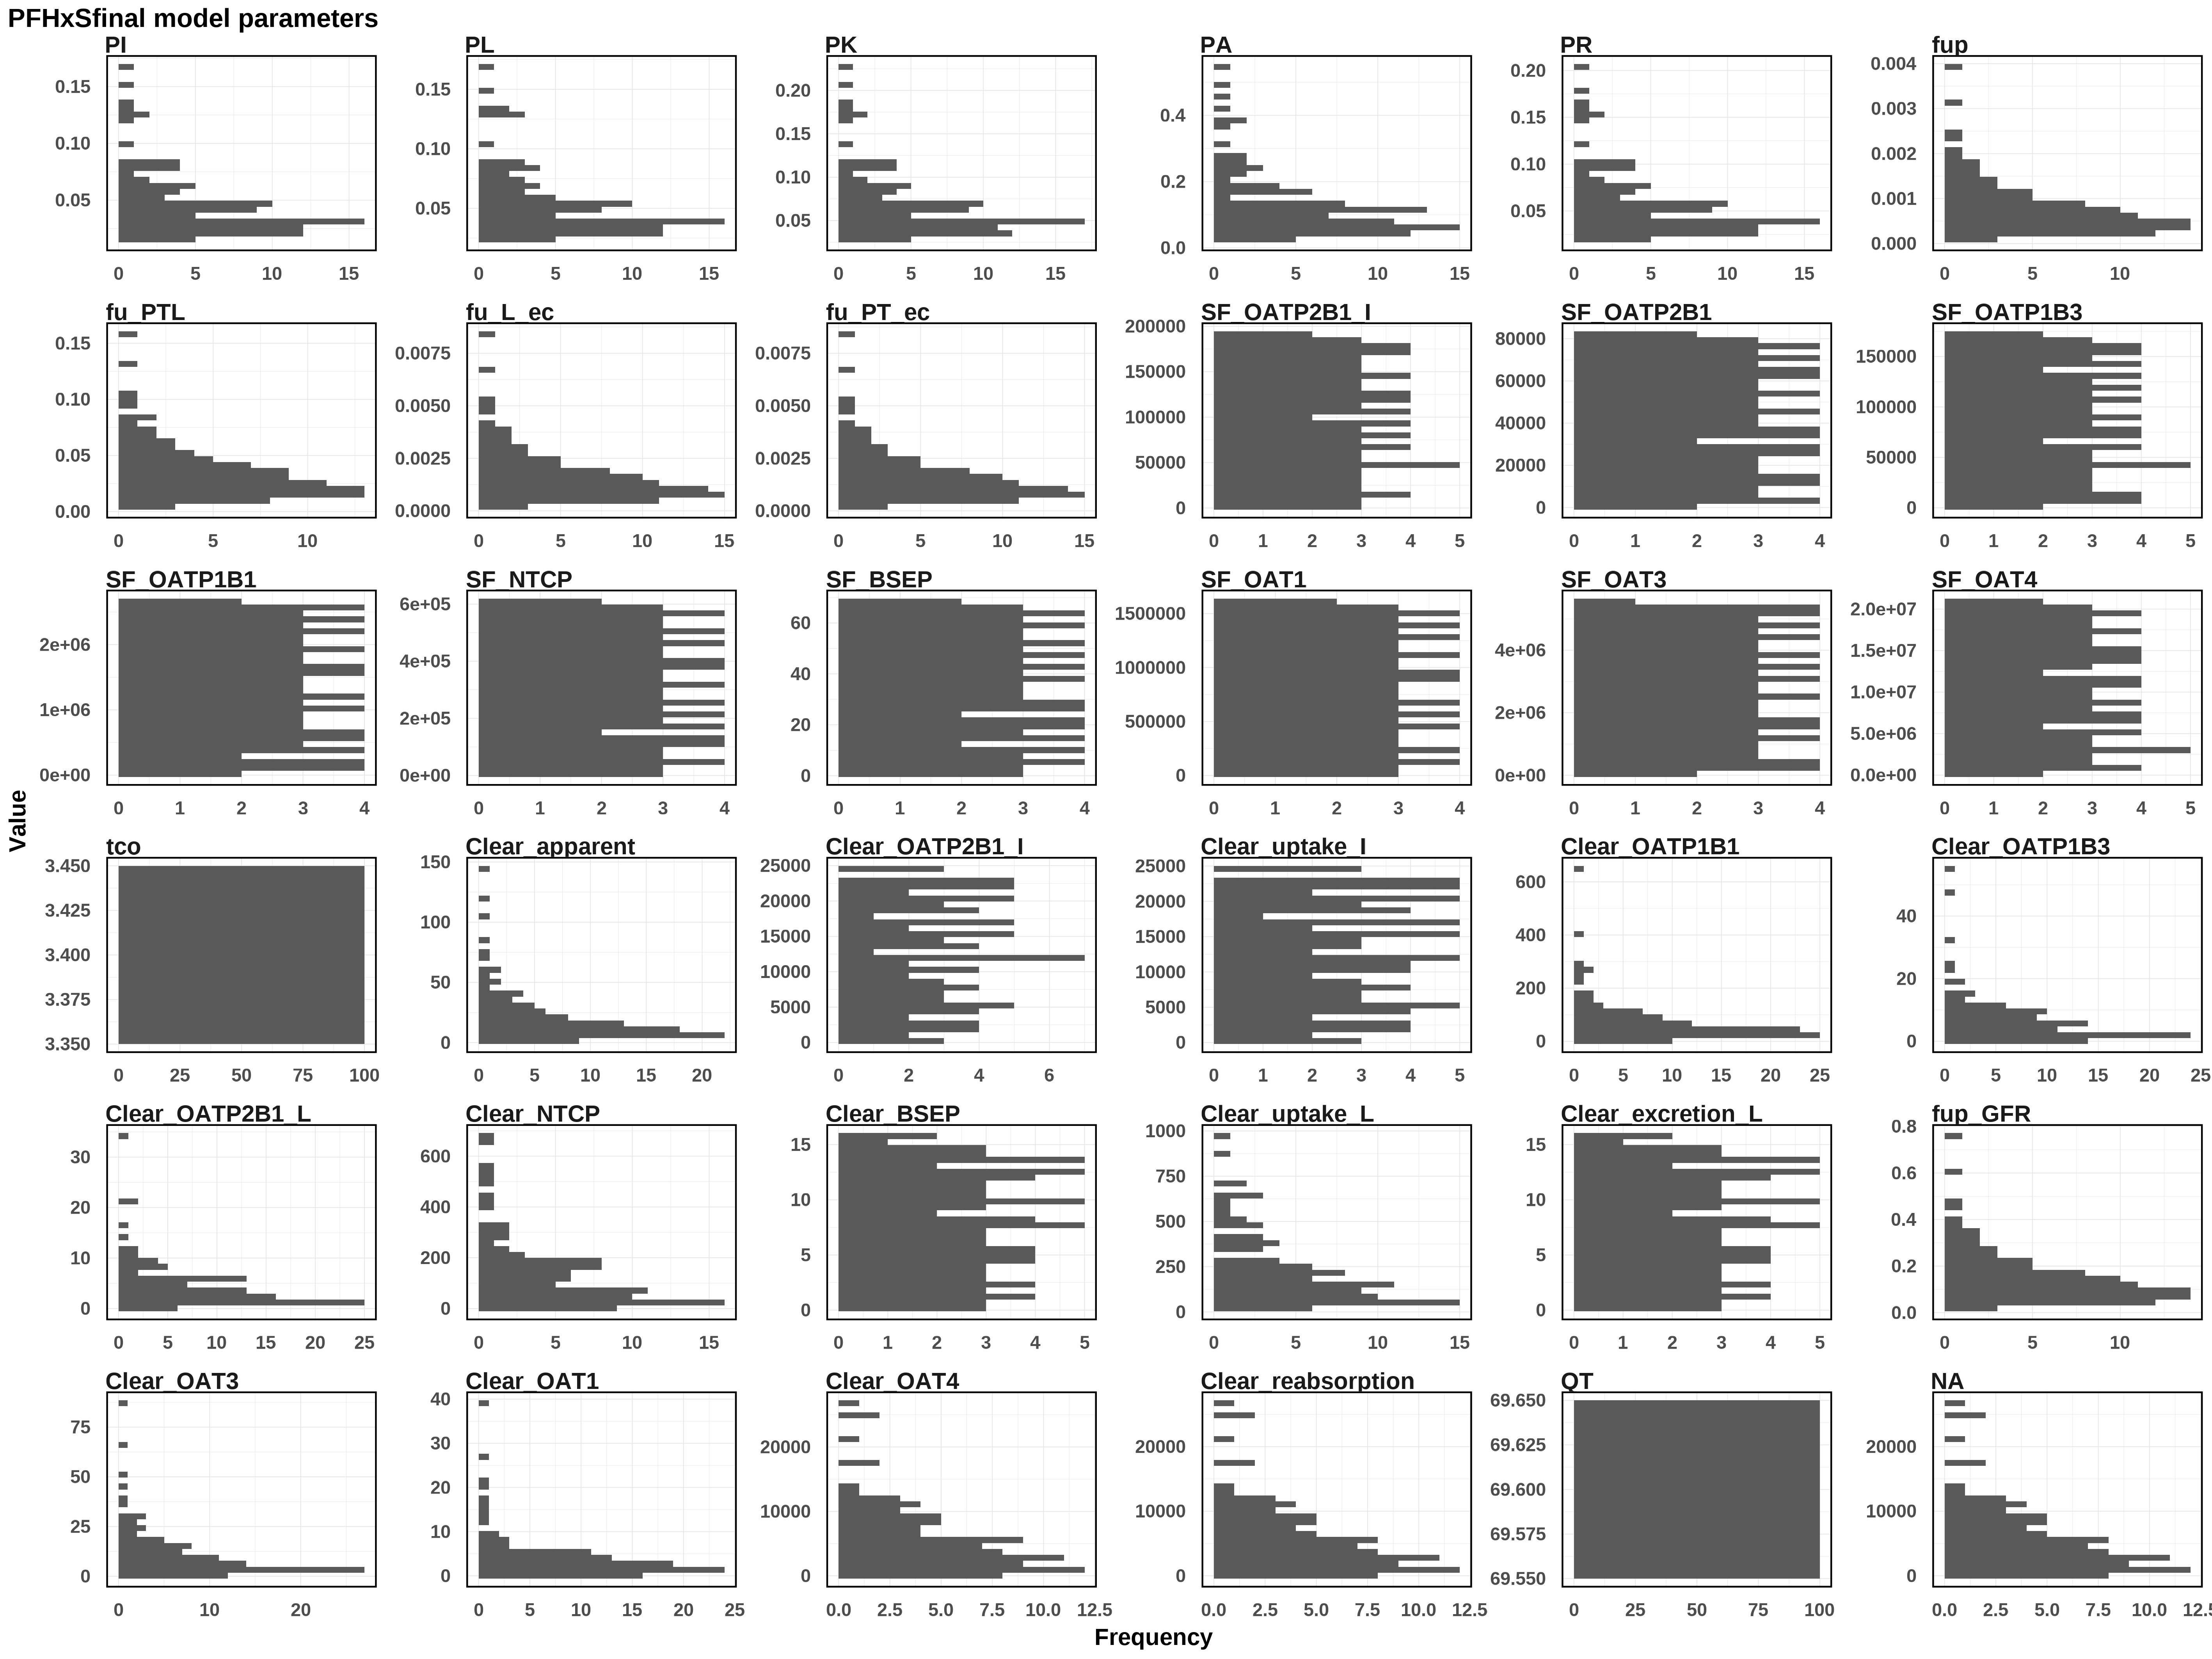 PFHxSfinal model parameters
PI PL PK PA PR fup
0.15 0.10 0.05
0 5 10 15
0.15 0.10 0.05
0 5 10 15
0.20 0.15 0.10 0.05
0 5 10 15
0.4 0.2 0.0
0 5 10 15
0.20 0.15 0.10 0.05
0 5 10 15
0.004 0.003 0.002 0.001 0.000
0 5 10
fu_PTL fu_L_ec fu_PT_ec SF_OATP2B1_I SF_OATP2B1 SF_OATP1B3
0.15 0.10 0.05 0.00
0 5 10
0.0075 0.0050 0.0025 0.0000
0 5 10 15
0.0075 0.0050 0.0025 0.0000
0 5 10 15
200000 150000 100000 50000 0
0 1 2 3 4 5
80000 60000 40000 20000 0
0 1 2 3 4
150000 100000 50000 0
0 1 2 3 4 5
SF_OATP1B1 SF_NTCP SF_BSEP SF_OAT1 SF_OAT3 SF_OAT4
2e+06 1e+06 0e+00
0 1 2 3 4
6e+05 4e+05 2e+05 0e+00
0 1 2 3 4
60 40 20 0
0 1 2 3 4
1500000 1000000 500000 0
0 1 2 3 4
4e+06 2e+06 0e+00
0 1 2 3 4
2.0e+07 1.5e+07 1.0e+07 5.0e+06 0.0e+00
0 1 2 3 4 5
Value
tco Clear_apparent Clear_OATP2B1_I Clear_uptake_I Clear_OATP1B1 Clear_OATP1B3
3.450 3.425 3.400 3.375 3.350
0 25 50 75 100
150 100 50 0
0 5 10 15 20
25000 20000 15000 10000 5000 0
0 2 4 6
25000 20000 15000 10000 5000 0
0 1 2 3 4 5
600 400 200 0
0 5 10 15 20 25
40 20 0
0 5 10 15 20 25
Clear_OATP2B1_L Clear_NTCP Clear_BSEP Clear_uptake_L Clear_excretion_L fup_GFR
30 20 10 0
0 5 10 15 20 25
600 400 200 0
0 5 10 15
15 10 5 0
0 1 2 3 4 5
1000 750 500 250 0
0 5 10 15
15 10 5 0
0 1 2 3 4 5
0.8 0.6 0.4 0.2 0.0
0 5 10
Clear_OAT3 Clear_OAT1 Clear_OAT4 Clear_reabsorption QT NA
75 50 25 0
0 10 20
40 30 20 10 0
0 5 10 15 20 25
20000 10000 0
0.0 2.5 5.0 7.5 10.0 12.5
20000 10000 0
0.0 2.5 5.0 7.5 10.0 12.5
69.650 69.625 69.600 69.575 69.550
0 25 50 75 100
20000 10000 0
0.0 2.5 5.0 7.5 10.0 12.5
Frequency